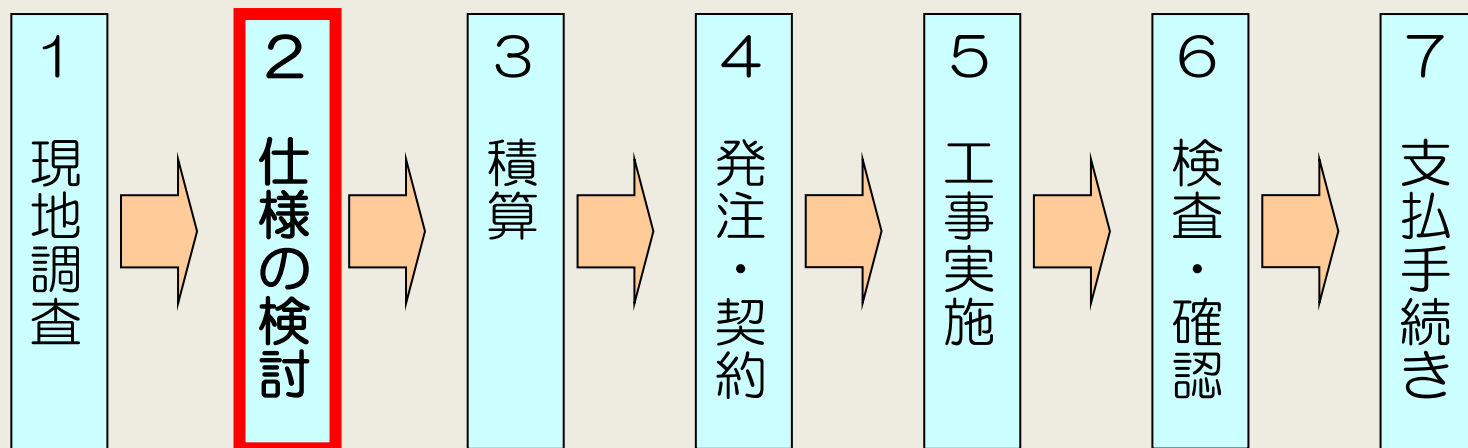 １　現地調査
２　仕様の検討
３　積算
４　発注・契約
５　工事実施
６　検査・確認
７　支払手続き